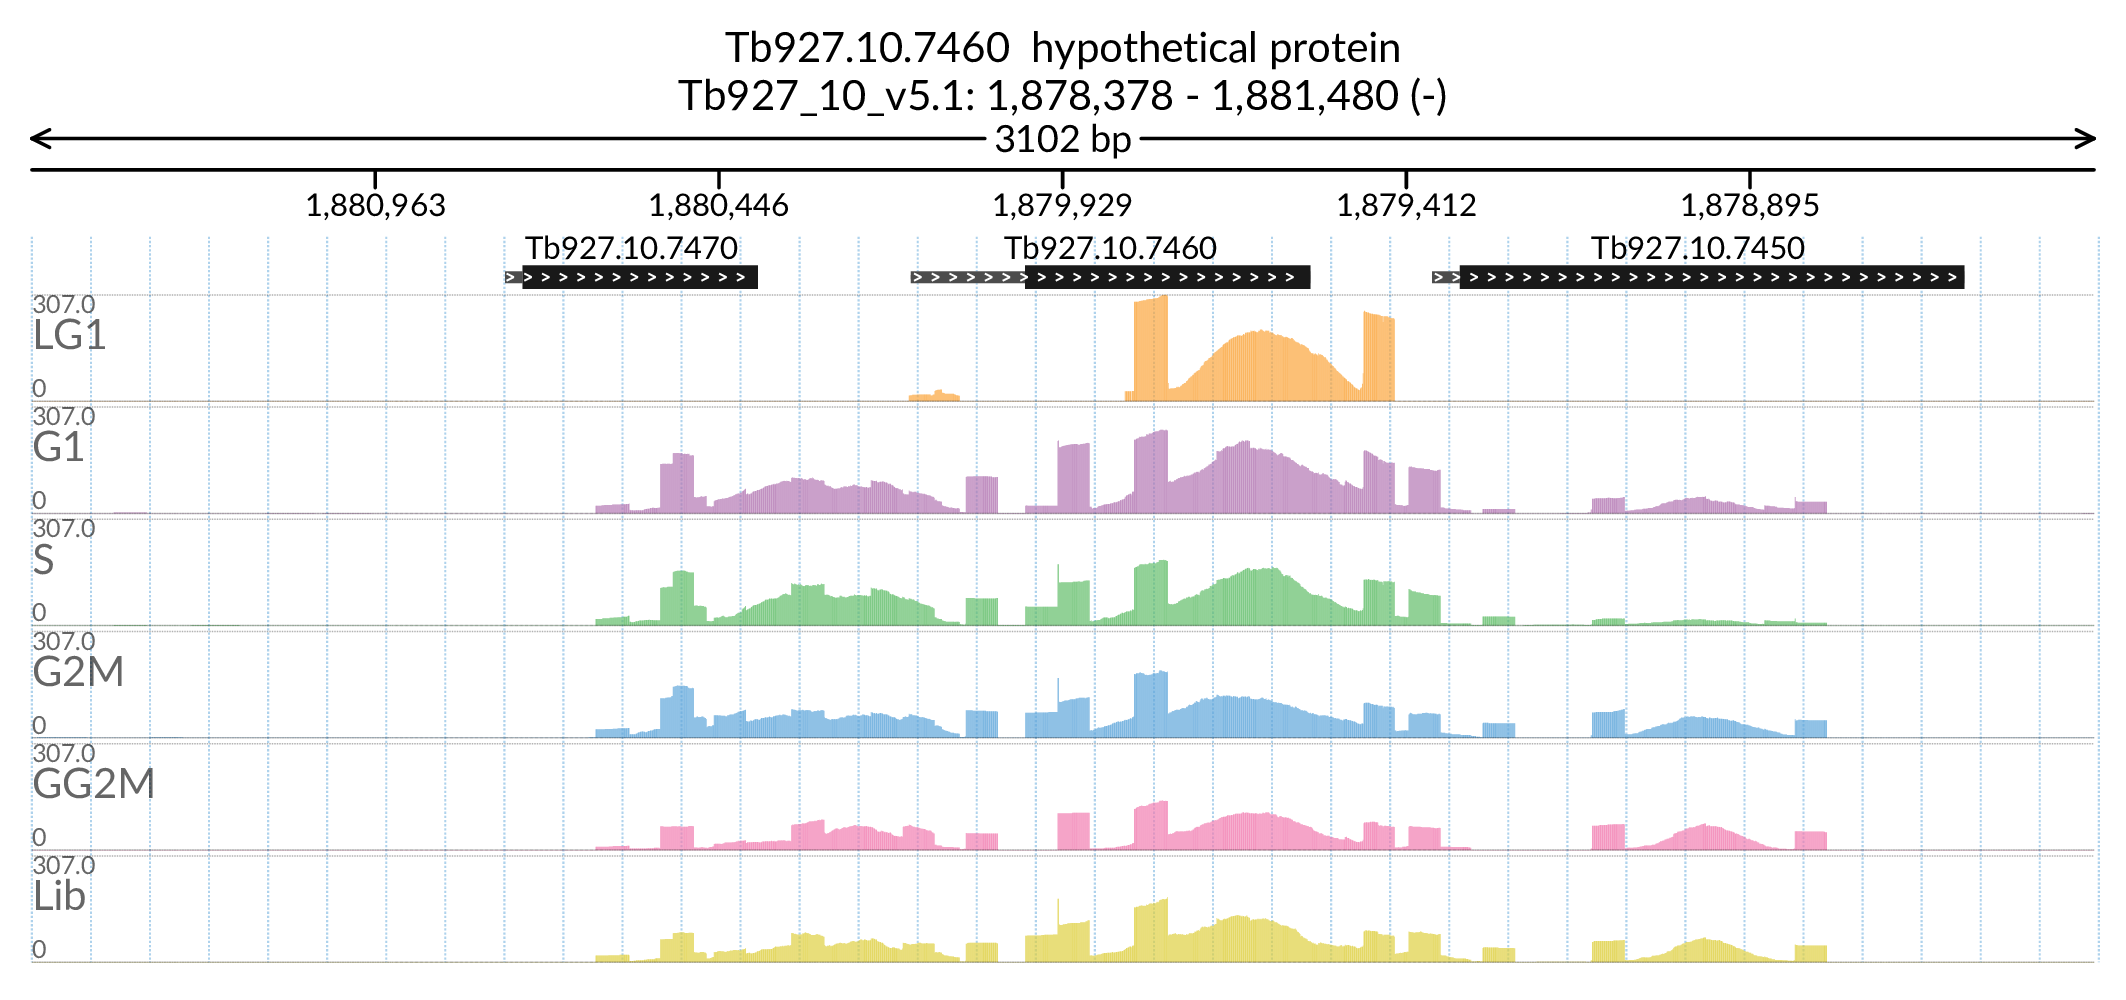 Tb927.10.7460 hypothetical protein
Tb927_10_v5.1: 1,878,378 - 1,881,480 (-)
3102 bp
1,880,963 1,880,446 1,879,929 1,879,412 1,878,895
Tb927.10.7470 Tb927.10.7460 Tb927.10.7450
307.0
LG1
0
307.0
G1
0
307.0
S
0
307.0
G2M
0
307.0
GG2M
0
307.0
Lib
0